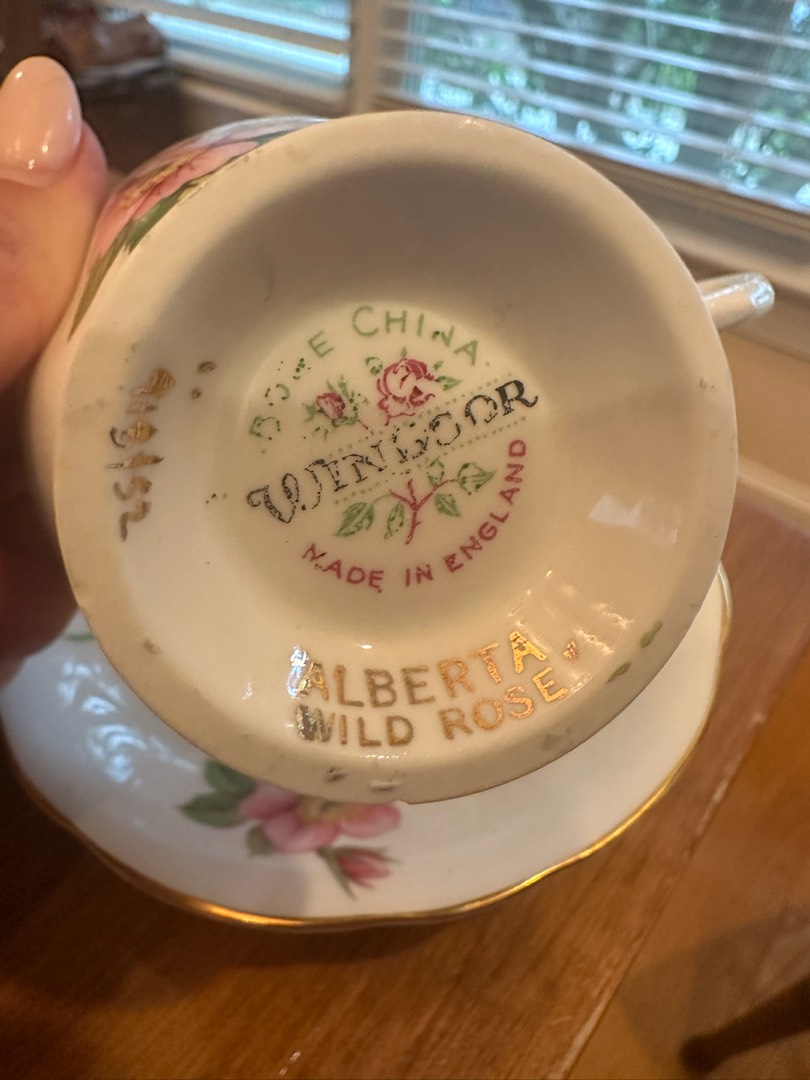 BONE CHINA
WINDSOR
MADE IN ENGLAND
ALBERTA
WILD ROSE